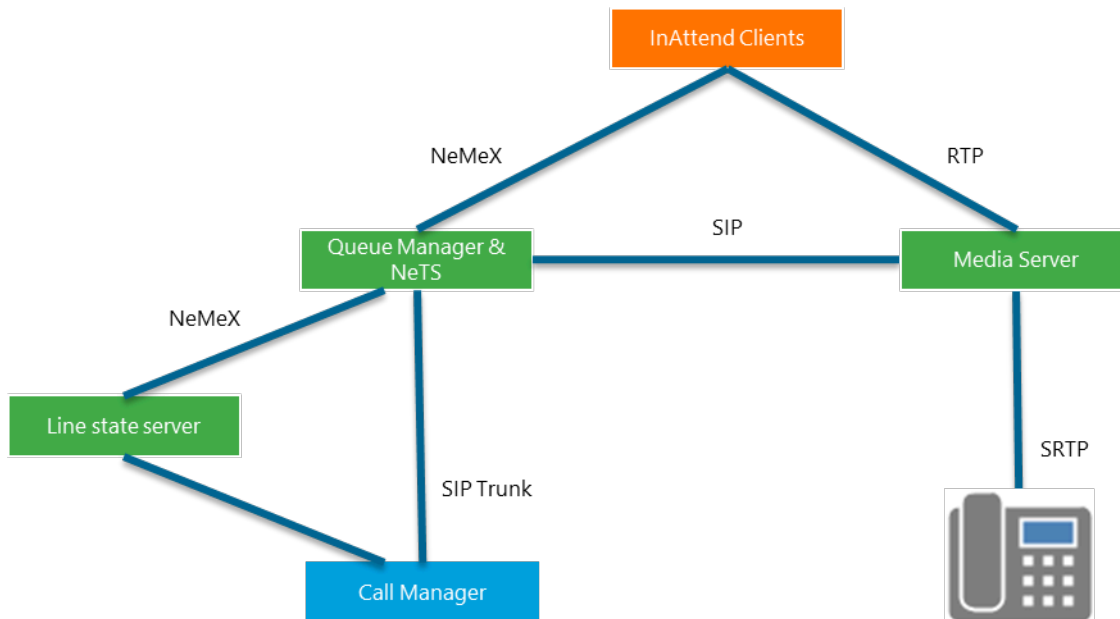 InAttend Clients
NeMeX
RTP
SIP
Queue Manager &
NeTS
Media Server
NeMeX
Line state server
SRTP
SIP Trunk
Call Manager